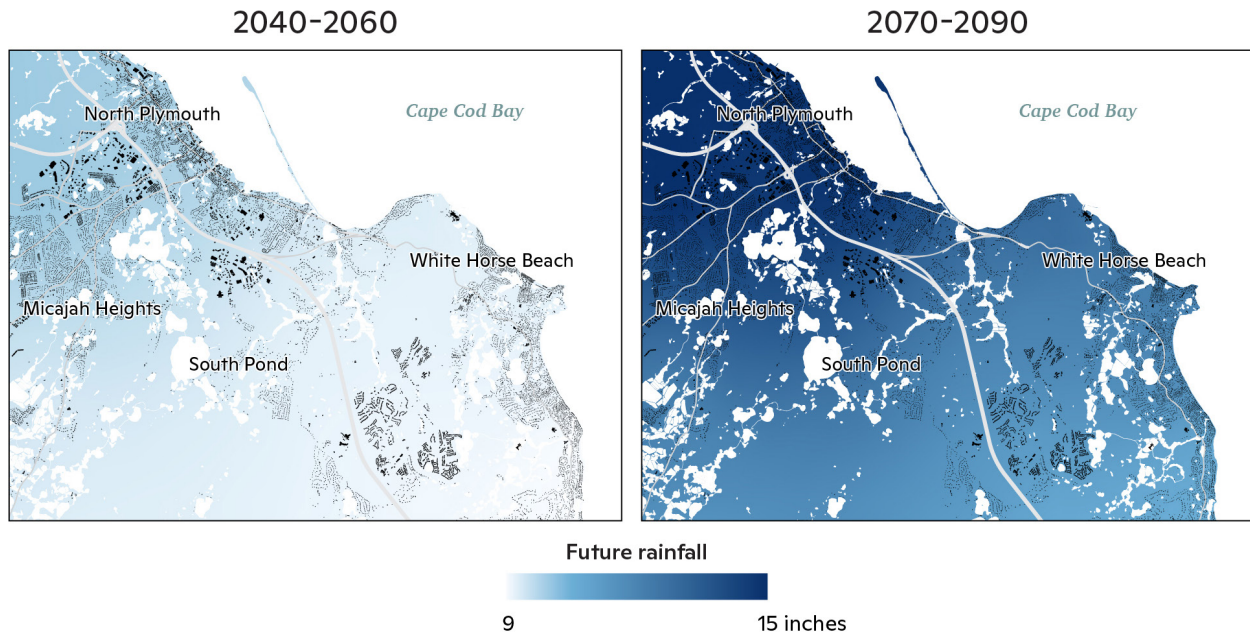 2040-2060
2070-2090
North Plymouth
Cape Cod Bay
White Horse Beach
Micajah Heights
South Pond
North Plymouth
Cape Cod Bay
White Horse Beach
Micajah Heights
South Pond
Future rainfall
9
15 inches